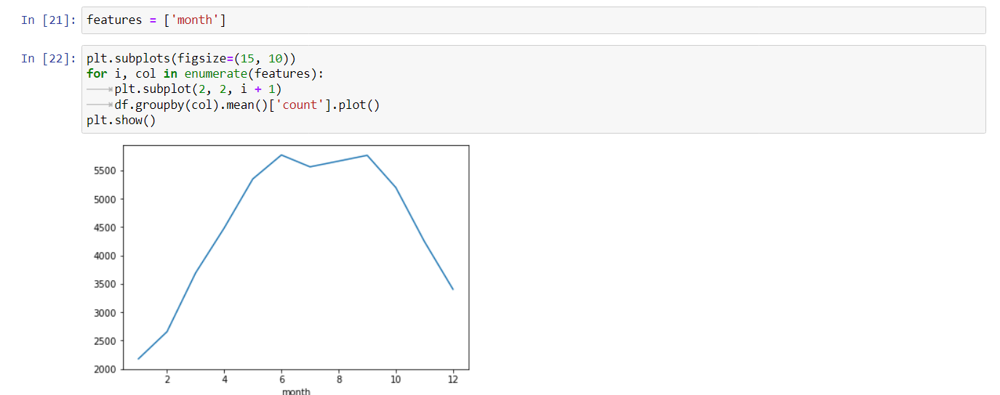 In [21]: features = ['month']
In [22]: plt.subplots(figsize=(15, 10))
for i, col in enumerate(features):
plt.subplot(2, 2, i + 1)
df.groupby(col).mean()['count'].plot()
plt.show()
5500
5000
4500
4000
3500
3000
2500
2000
2 4 6 8 10 12
month